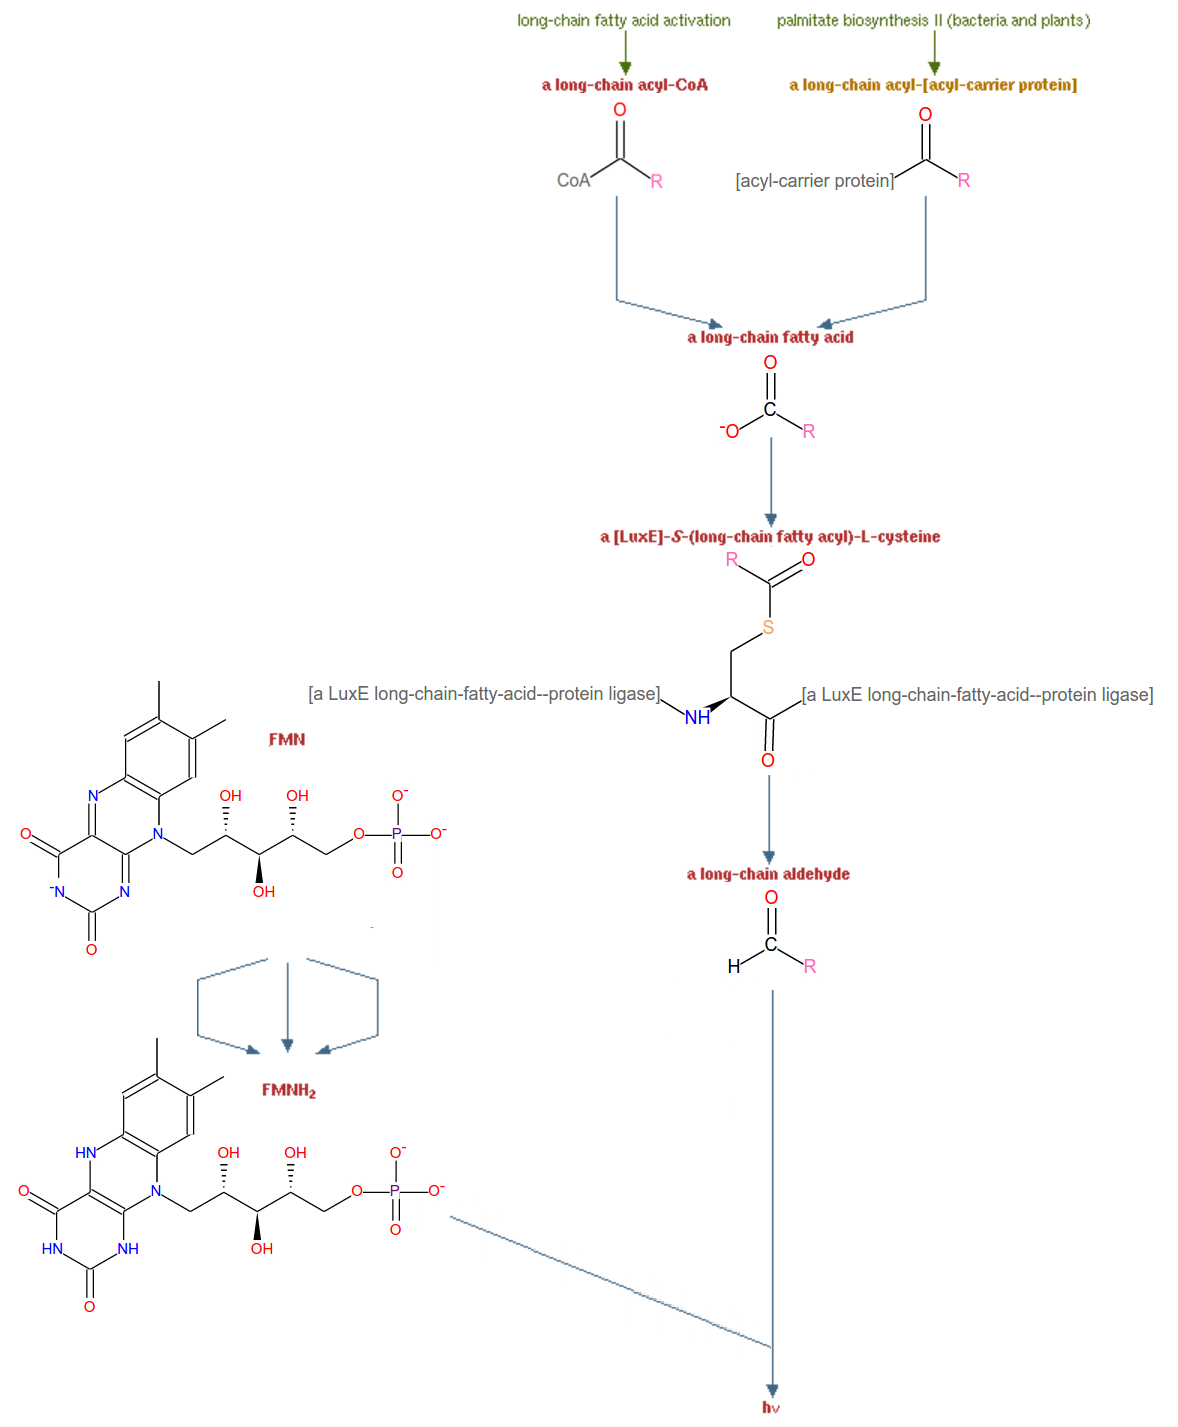 long-chain fatty acid activation
palmitate biosynthesis II (bacteria and plants)
a long-chain acyl-CoA
a long-chain acyl-[acyl-carrier protein]
O
O
CoA
R
[acyl-carrier protein]
R
a long-chain fatty acid
O
C
⁻O
R
a [LuxE]-S-(long-chain fatty acyl)-L-cysteine
R
O
S
[a LuxE long-chain-fatty-acid--protein ligase]
[a LuxE long-chain-fatty-acid--protein ligase]
NH
O
FMN
N
OH
OH
O⁻
O
N
O
P
O⁻
⁻N
N
OH
O
O
a long-chain aldehyde
O
C
H
R
FMNH₂
HN
OH
OH
O⁻
O
N
O
P
O⁻
HN
NH
OH
O
O
hν